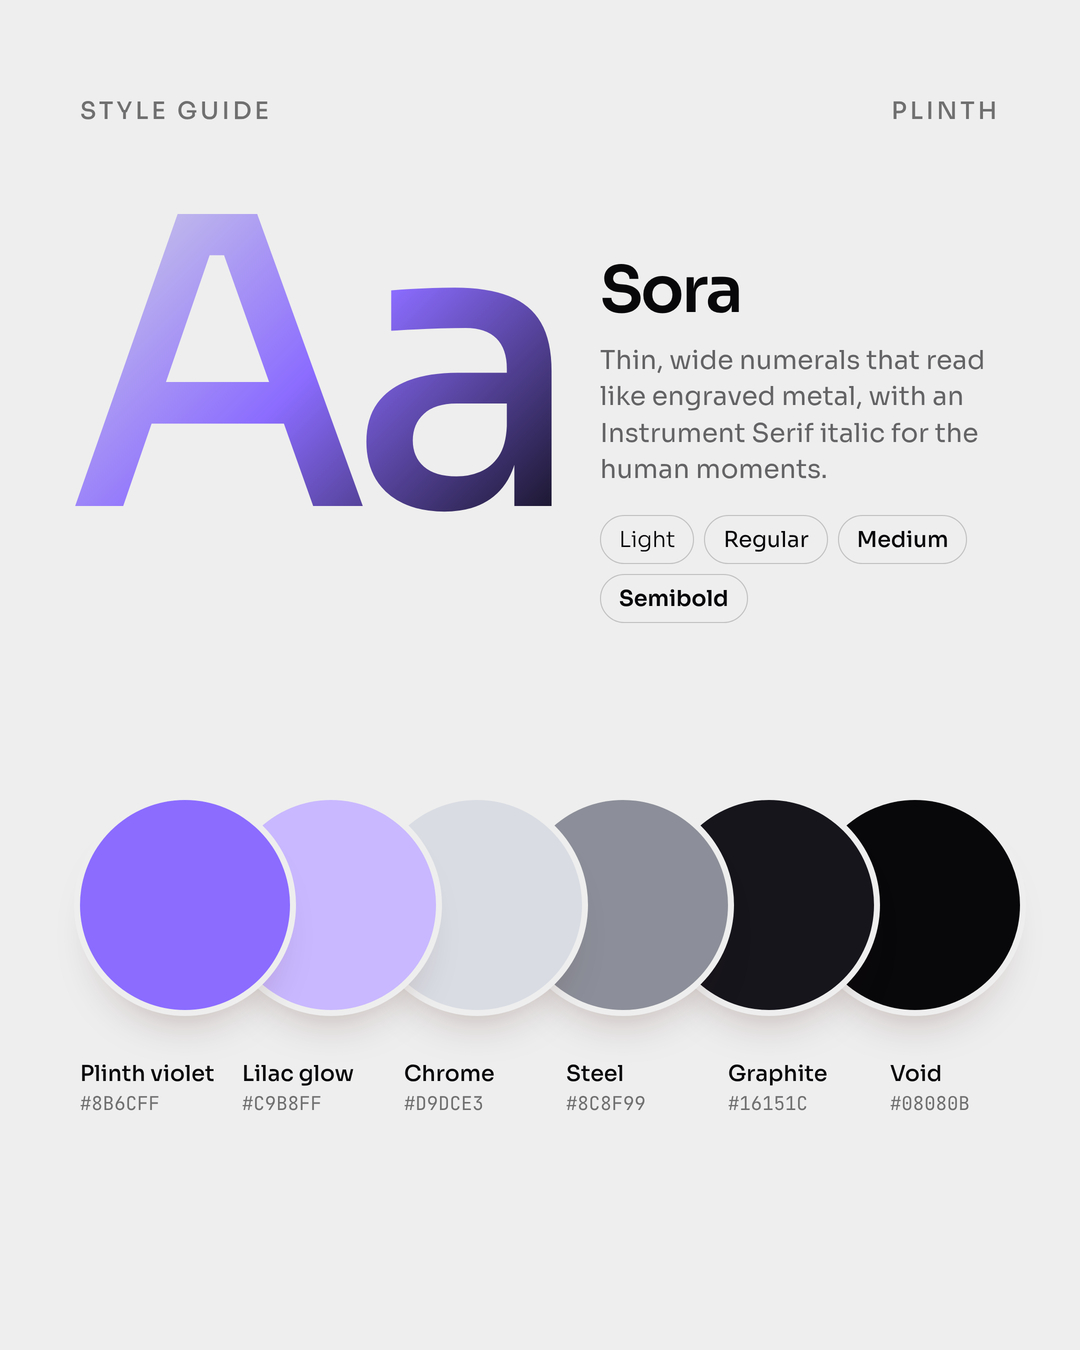 STYLE GUIDE
PLINTH
Aa
Sora
Thin, wide numerals that read
like engraved metal, with an
Instrument Serif italic for the
human moments.
Light
Regular
Medium
Semibold
Plinth violet
#8B6CFF
Lilac glow
#C9B8FF
Chrome
#D9DCE3
Steel
#8C8F99
Graphite
#16151C
Void
#08080B